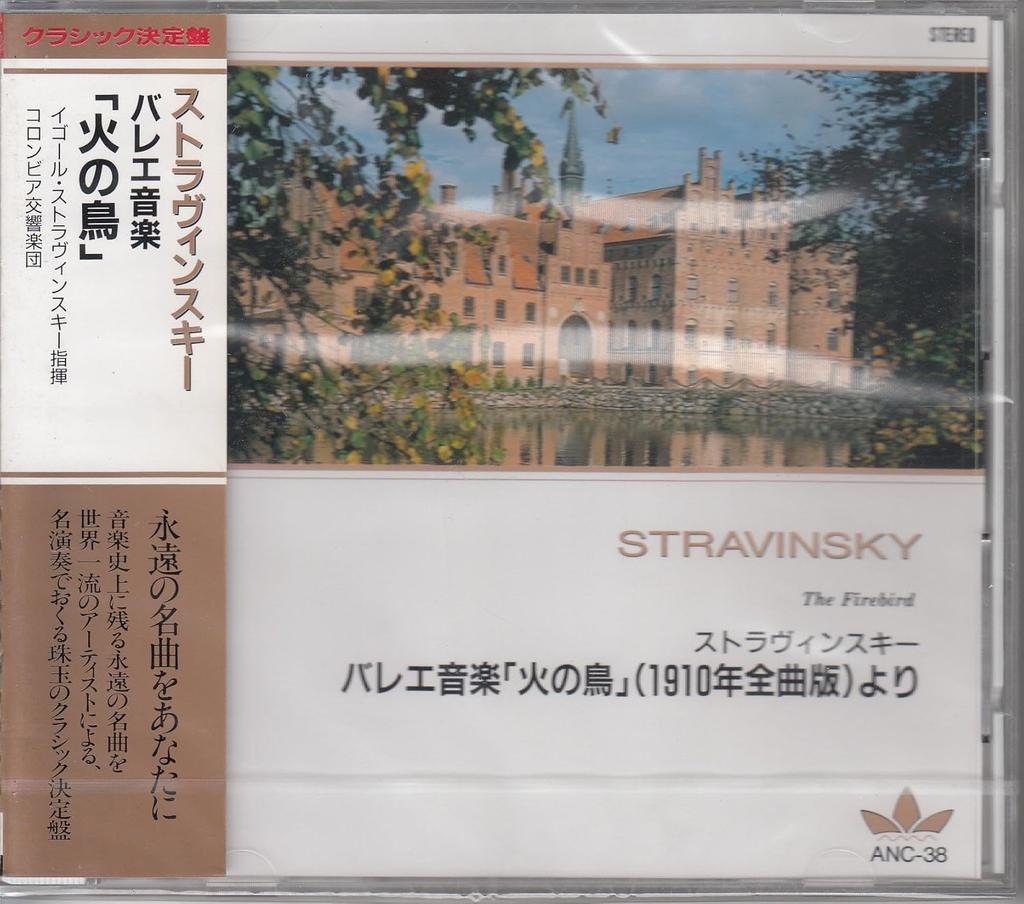 クラシック決定盤
ストラヴィンスキー
バレエ音楽
「火の鳥」
イゴール・ストラヴィンスキー指揮
コロンビア交響楽団
永遠の名曲をあなたに
音楽史上に残る永遠の名曲を
世界一流のアーティストによる、
名演奏でおくる珠玉のクラシック決定盤
STEREO
STRAVINSKY
The Firebird
ストラヴィンスキー
バレエ音楽「火の鳥」(1910年全曲版)より
ANC-38